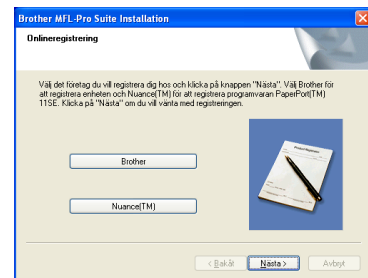 Brother MFL-Pro Suite Installation
Onlineregistrering
Välj det företag du vill registrera dig hos och klicka på knappen "Nästa". Välj Brother för
att registrera enheten och Nuance(TM) för att registrera programvaran PaperPort(TM)
11SE. Klicka på "Nästa" om du vill vänta med registreringen.
Brother
Nuance(TM)
< Bakåt
Nästa >
Avbryt